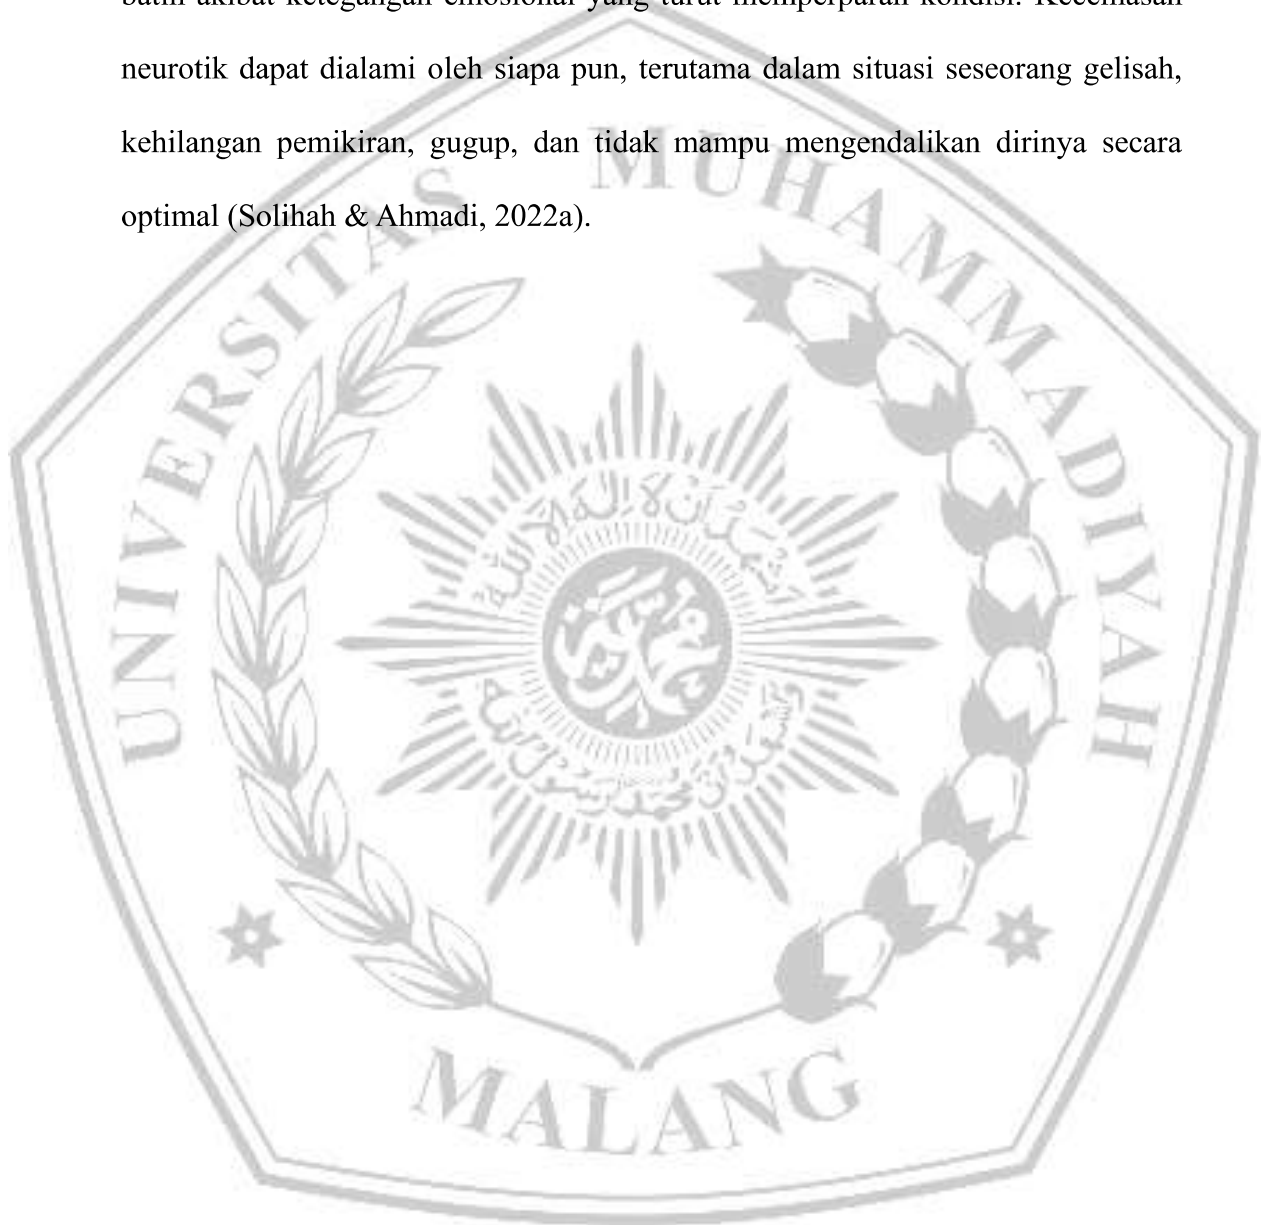 batin akibat ketegangan emosional yang turut memperparah kondisi. Kecemasan
neurotik dapat dialami oleh siapa pun, terutama dalam situasi seseorang gelisah,
kehilangan pemikiran, gugup, dan tidak mampu mengendalikan dirinya secara
optimal (Solihah & Ahmadi, 2022a).
UNIVERSITAS MUHAMMADIYAH
MALANG